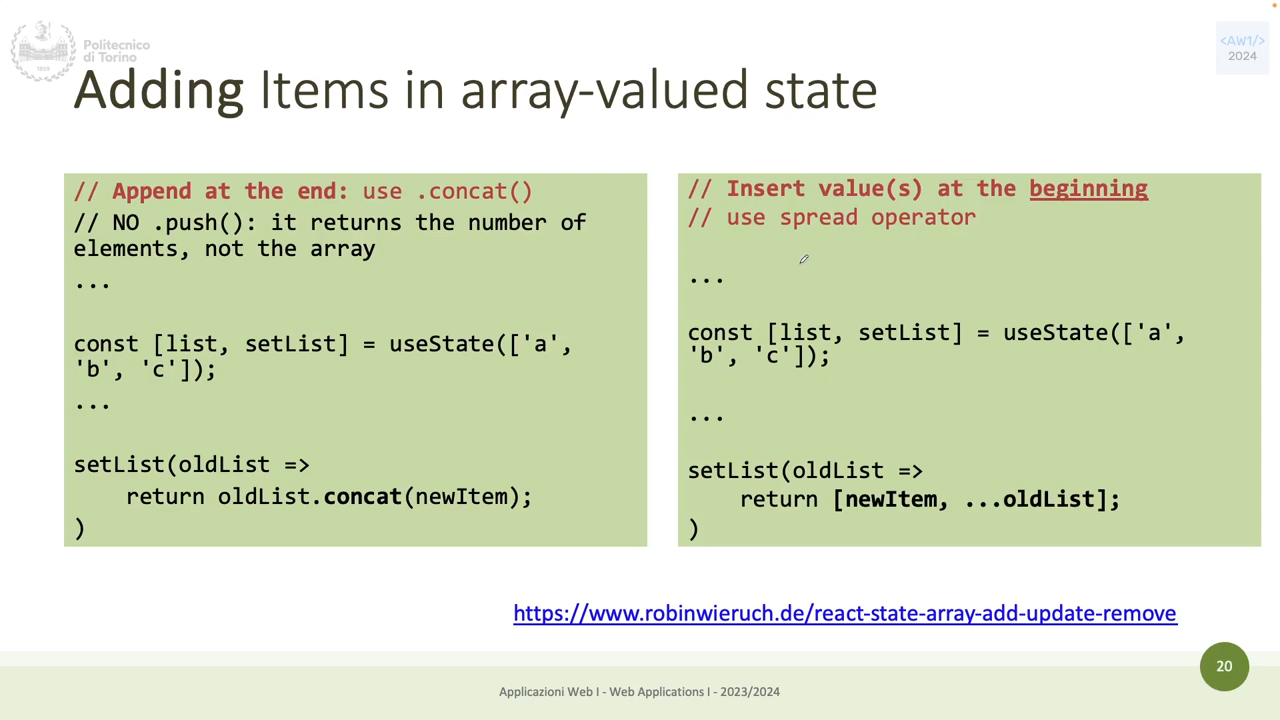 Politecnico
di Torino
1859
<AW1/>
2024
Adding Items in array-valued state
// Append at the end: use .concat()
// NO .push(): it returns the number of
elements, not the array
...
const [list, setList] = useState(['a',
'b', 'c']);
...
setList(oldList =>
return oldList.concat(newItem);
)
// Insert value(s) at the beginning
// use spread operator
...
const [list, setList] = useState(['a',
'b', 'c']);
...
setList(oldList =>
return [newItem, ...oldList];
)
https://www.robinwieruch.de/react-state-array-add-update-remove
20
Applicazioni Web I - Web Applications I - 2023/2024